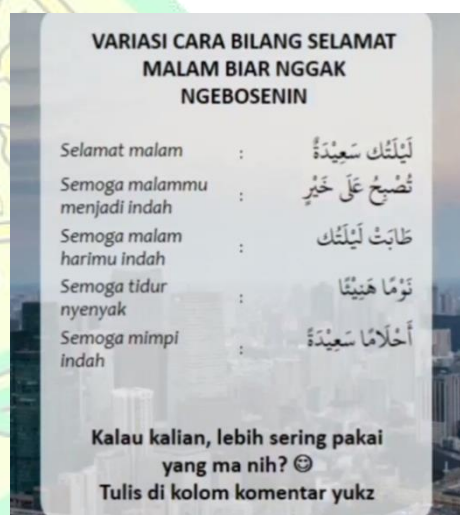 VARIASI CARA BILANG SELAMAT
MALAM BIAR NGGAK
NGEBOSENIN
Selamat malam : لَيْلَتُك سَعِيْدَةٌ
Semoga malammu
menjadi indah : تُصْبِحُ عَلَى خَيْرٍ
Semoga malam
harimu indah : طَابَتْ لَيْلَتُك
Semoga tidur
nyenyak : نَوْمًا هَنِيْئًا
Semoga mimpi
indah : أَحْلَامًا سَعِيْدَةً
Kalau kalian, lebih sering pakai
yang ma nih? ☺
Tulis di kolom komentar yukz